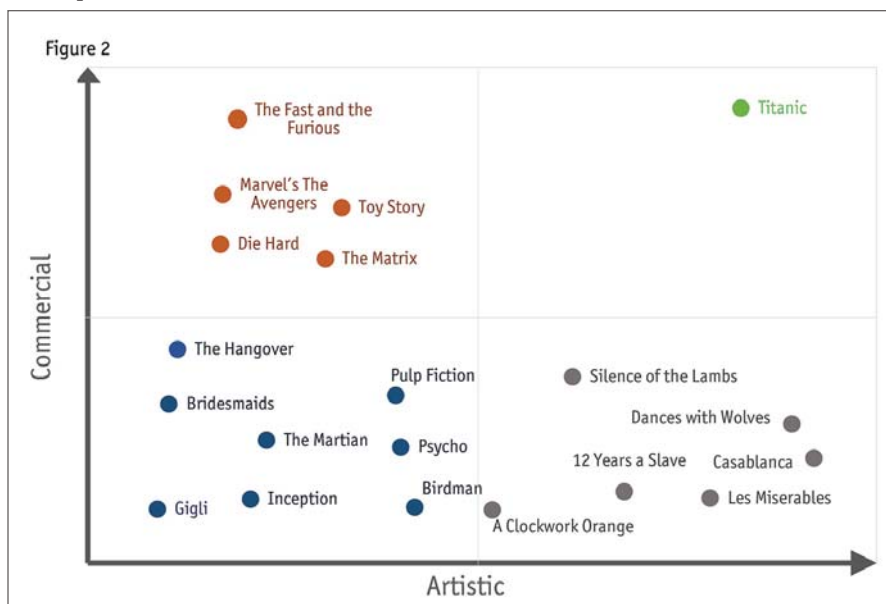 Figure 2
The Fast and the
Furious
Titanic
Marvel's The
Avengers
Toy Story
Die Hard
The Matrix
Commercial
The Hangover
Pulp Fiction
Silence of the Lambs
Bridesmaids
Dances with Wolves
The Martian
Psycho
12 Years a Slave
Casablanca
Birdman
Inception
Les Miserables
Gigli
A Clockwork Orange
Artistic